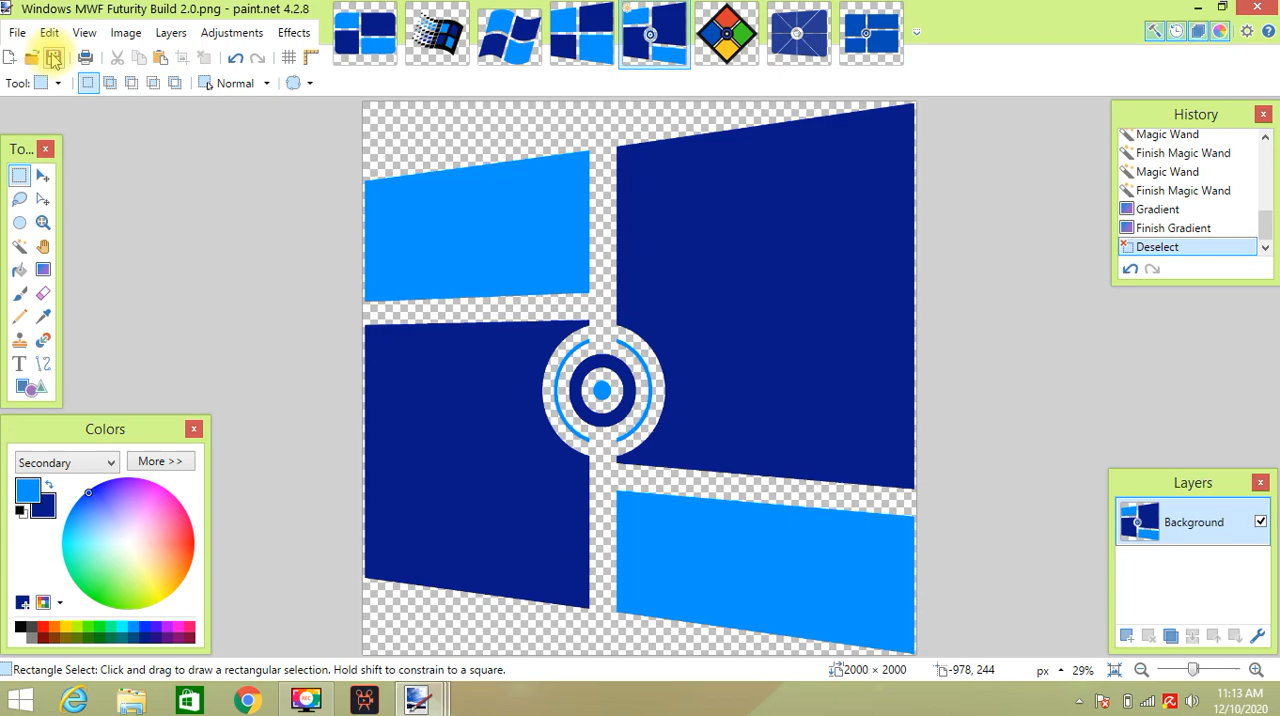 Windows MWF Futurity Build 2.0.png - paint.net 4.2.8
File Edit View Image Layers Adjustments Effects
Tool: Normal
To...
History
Magic Wand
Finish Magic Wand
Magic Wand
Finish Magic Wand
Gradient
Finish Gradient
Deselect
Colors
Secondary More >>
Layers
Background
Rectangle Select: Click and drag to draw a rectangular selection. Hold shift to constrain to a square. 2000 × 2000 -978, 244 px 29%
REC
11:13 AM
12/10/2020